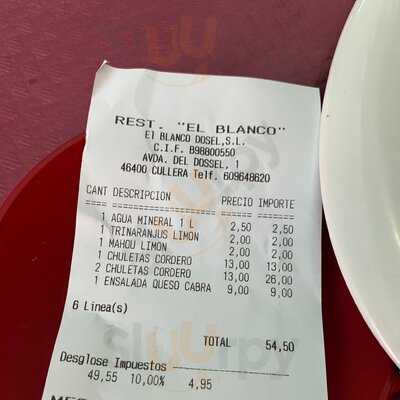 REST. "EL BLANCO"
El BLANCO DOSEL,S.L.
C.I.F. B98800550
AVDA. DEL DOSSEL, 1
46400 CULLERA Telf. 609648620
CANT DESCRIPCION PRECIO IMPORTE
==== =========== ====== =======
1 AGUA MINERAL 1 L 2,50 2,50
1 TRINARANJUS LIMON 2,00 2,00
1 MAHOU LIMON 2,00 2,00
1 CHULETAS CORDERO 13,00 13,00
2 CHULETAS CORDERO 13,00 26,00
1 ENSALADA QUESO CABRA 9,00 9,00
6 Linea(s)
TOTAL 54,50
Desglose Impuestos
49,55 10,00% 4,95
sluurpy